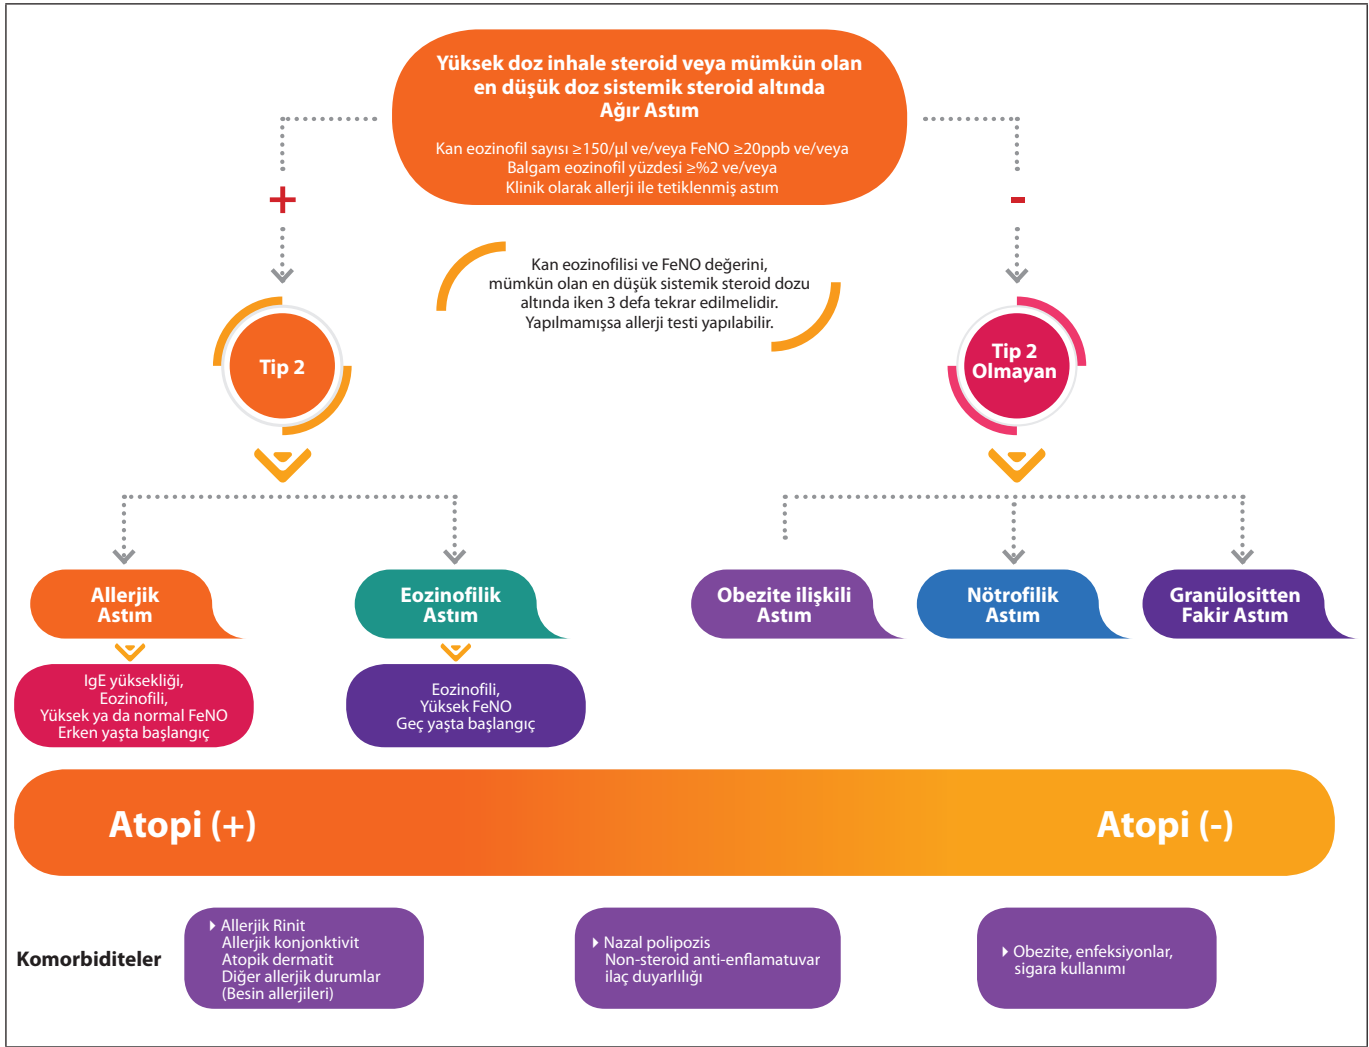 Yüksek doz inhale steroid veya mümkün olan
en düşük doz sistemik steroid altında
Ağır Astım
Kan eozinofil sayısı ≥150/µl ve/veya FeNO ≥20ppb ve/veya
Balgam eozinofil yüzdesi ≥%2 ve/veya
Klinik olarak allerji ile tetiklenmiş astım
+
-
Kan eozinofilisi ve FeNO değerini,
mümkün olan en düşük sistemik steroid dozu
altında iken 3 defa tekrar edilmelidir.
Yapılmamışsa allerji testi yapılabilir.
Tip 2
Tip 2
Olmayan
Allerjik
Astım
Eozinofilik
Astım
Obezite ilişkili
Astım
Nötrofilik
Astım
Granülositten
Fakir Astım
IgE yüksekliği,
Eozinofili,
Yüksek ya da normal FeNO
Erken yaşta başlangıç
Eozinofili,
Yüksek FeNO
Geç yaşta başlangıç
Atopi (+)
Atopi (-)
Komorbiditeler
Allerjik Rinit
Allerjik konjonktivit
Atopik dermatit
Diğer allerjik durumlar
(Besin allerjileri)
Nazal polipozis
Non-steroid anti-enflamatuvar
ilaç duyarlılığı
Obezite, enfeksiyonlar,
sigara kullanımı